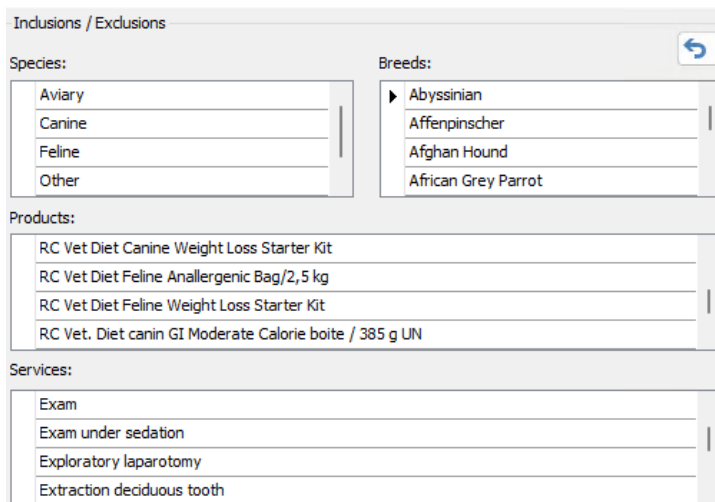 Inclusions / Exclusions
Species:
Breeds:
Aviary
Abyssinian
Canine
Affenpinscher
Feline
Afghan Hound
Other
African Grey Parrot
Products:
RC Vet Diet Canine Weight Loss Starter Kit
RC Vet Diet Feline Anallergenic Bag/2,5 kg
RC Vet Diet Feline Weight Loss Starter Kit
RC Vet. Diet canin GI Moderate Calorie boite / 385 g UN
Services:
Exam
Exam under sedation
Exploratory laparotomy
Extraction deciduous tooth